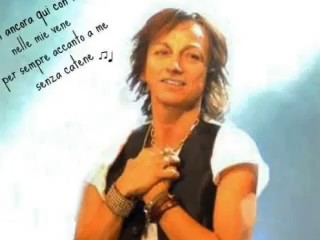 ancora qui con
nelle mie vene
per sempre accanto a me
senza catene ♫♩